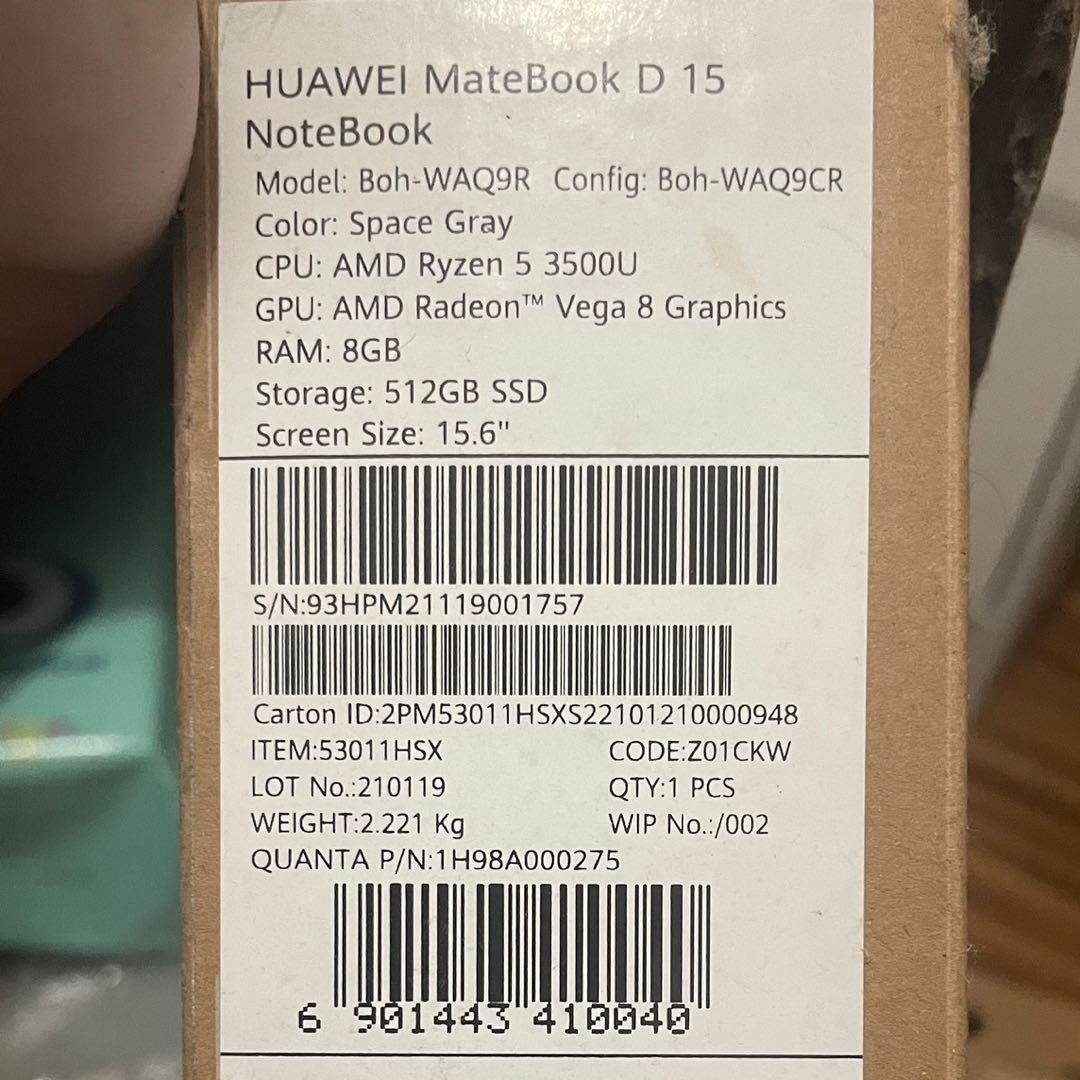 HUAWEI MateBook D 15
NoteBook
Model: Boh-WAQ9R Config: Boh-WAQ9CR
Color: Space Gray
CPU: AMD Ryzen 5 3500U
GPU: AMD Radeon™ Vega 8 Graphics
RAM: 8GB
Storage: 512GB SSD
Screen Size: 15.6"
S/N:93HPM21119001757
Carton ID:2PM53011HSXS22101210000948
ITEM:53011HSX CODE:Z01CKW
LOT No.:210119 QTY:1 PCS
WEIGHT:2.221 Kg WIP No.:/002
QUANTA P/N:1H98A000275
6 901443 410040